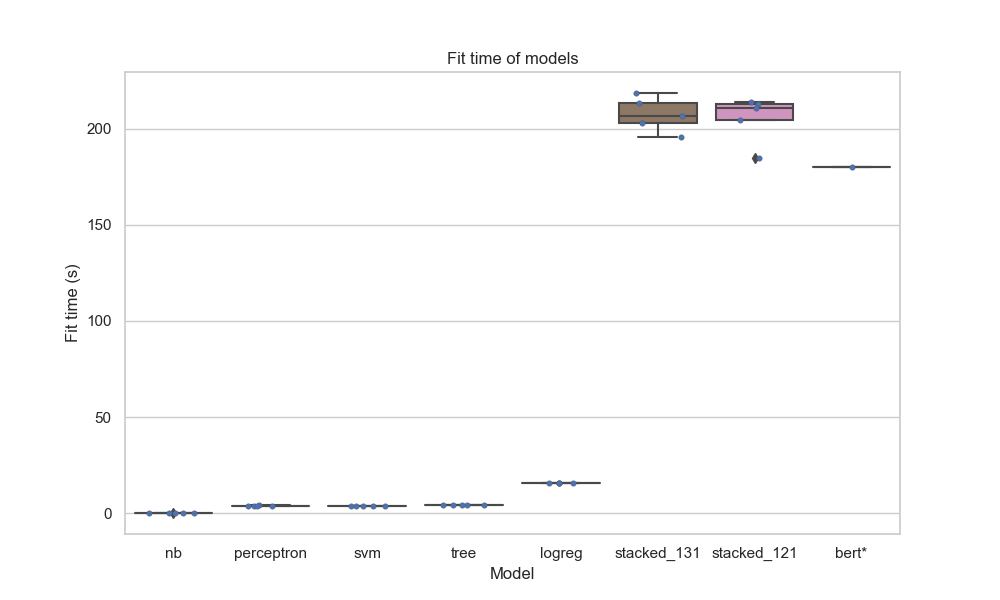 Fit time of models
Fit time (s)
200
150
100
50
0
nb perceptron svm tree logreg stacked_131 stacked_121 bert*
Model